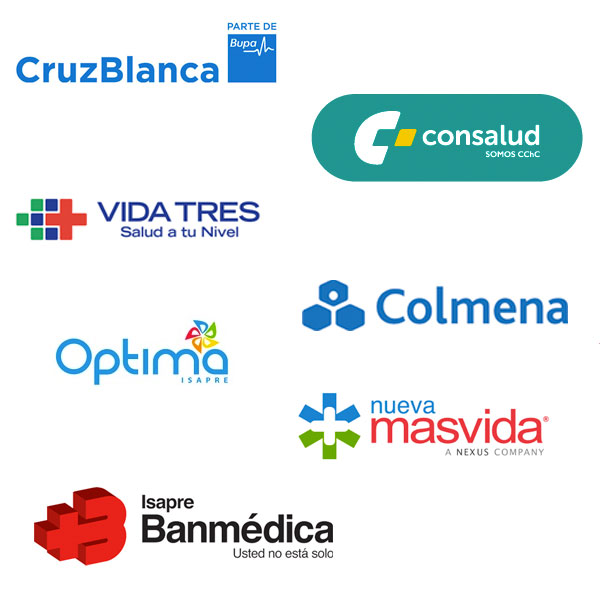 PARTE DE
Bupa
CruzBlanca
consalud
SOMOS CChC
VIDA TRES
Salud a tu Nivel
Colmena
Optima
ISAPRE
nueva
masvida®
A NEXUS COMPANY
Isapre
Banmédica
Usted no está solo